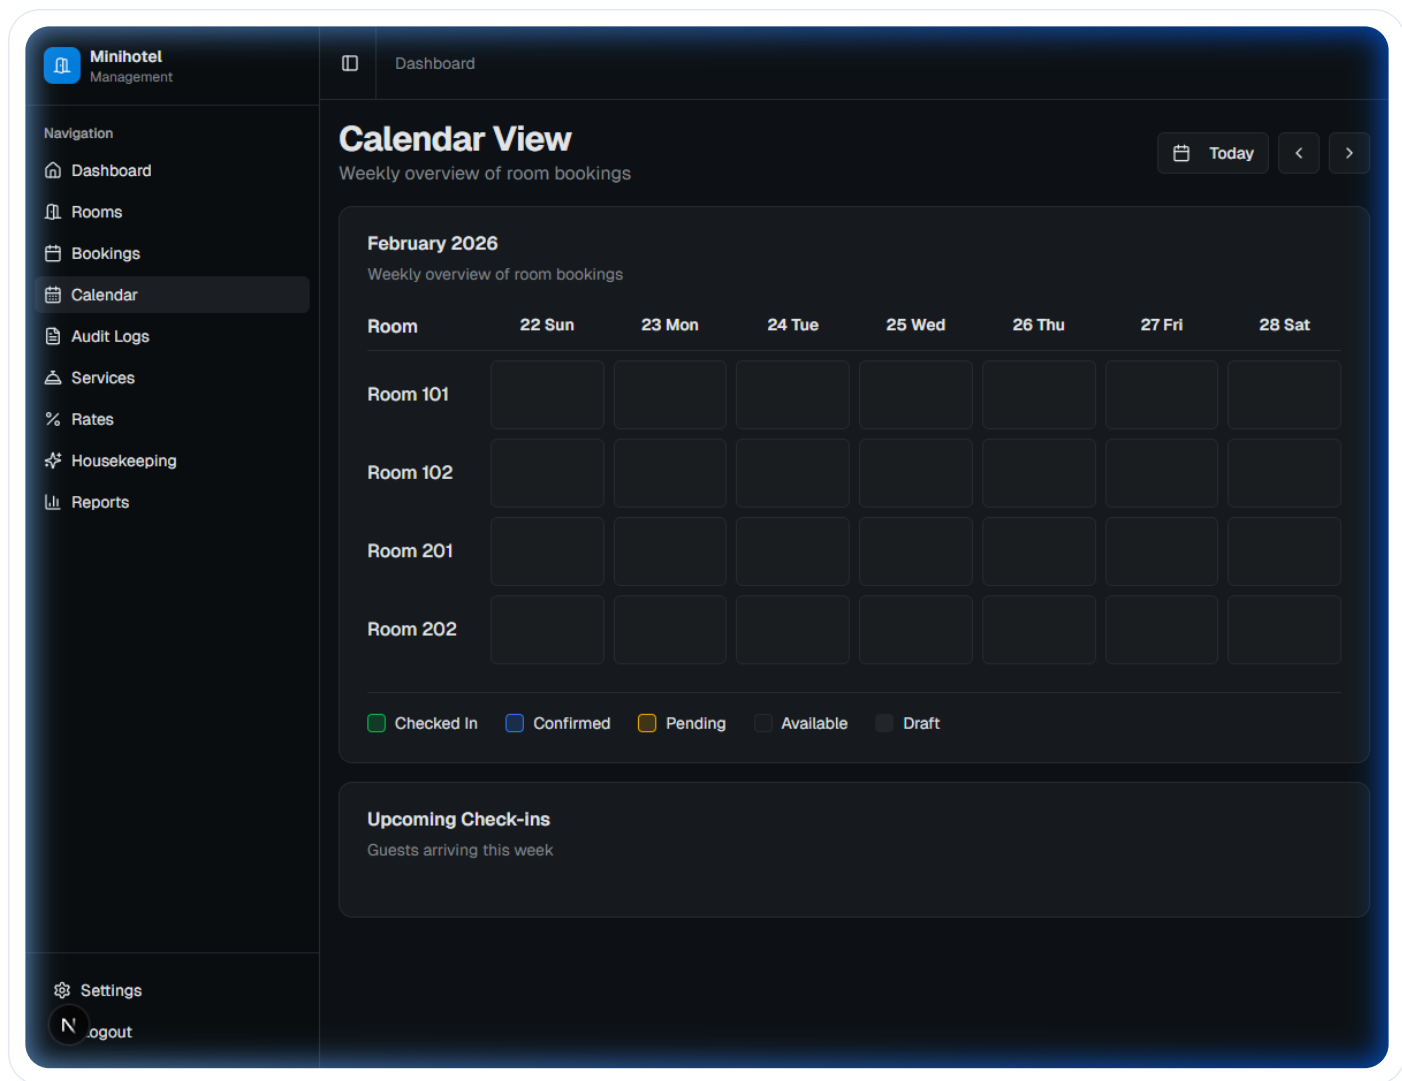 Minihotel
Management
Dashboard
Navigation
Dashboard
Rooms
Bookings
Calendar
Audit Logs
Services
Rates
Housekeeping
Reports
Settings
N
ogout
Calendar View
Weekly overview of room bookings
Today
February 2026
Weekly overview of room bookings
Room 22 Sun 23 Mon 24 Tue 25 Wed 26 Thu 27 Fri 28 Sat
Room 101
Room 102
Room 201
Room 202
Checked In Confirmed Pending Available Draft
Upcoming Check-ins
Guests arriving this week